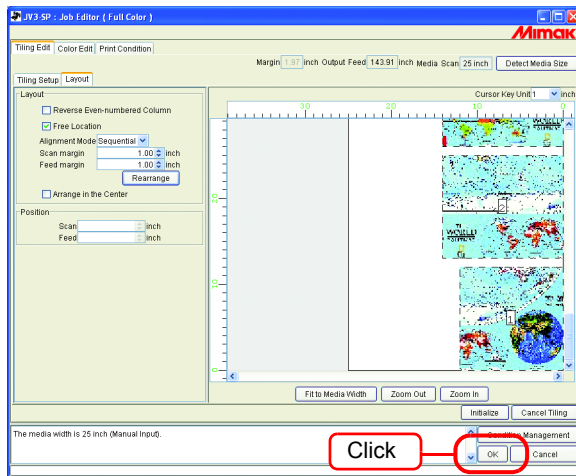 JV3-SP : Job Editor ( Full Color )
Mimaki
Tiling Edit Color Edit Print Condition
Margin 1.97 inch Output Feed 143.91 inch Media Scan 25 inch Detect Media Size
Tiling Setup Layout
Layout
Cursor Key Unit 1 inch
Reverse Even-numbered Column
Free Location
Alignment Mode Sequential
Scan margin 1.00 inch
Feed margin 1.00 inch
Rearrange
Arrange in the Center
Position
Scan inch
Feed inch
30 20 10 0
20
10
0
2
WORLD
1
Fit to Media Width Zoom Out Zoom In
Initialize Cancel Tiling
The media width is 25 inch (Manual Input).
Condition Management
Click
OK Cancel